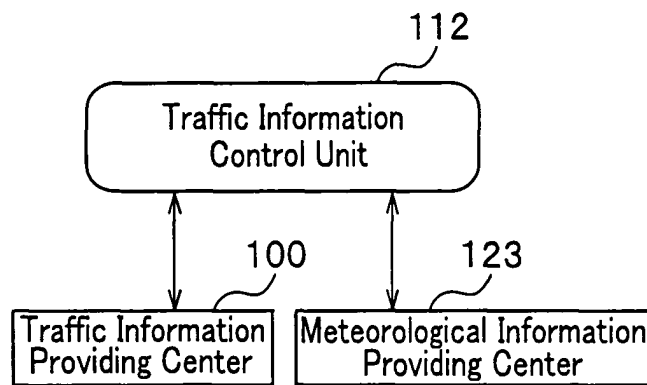 112
Traffic Information
Control Unit
100
123
Traffic Information
Providing Center
Meteorological Information
Providing Center